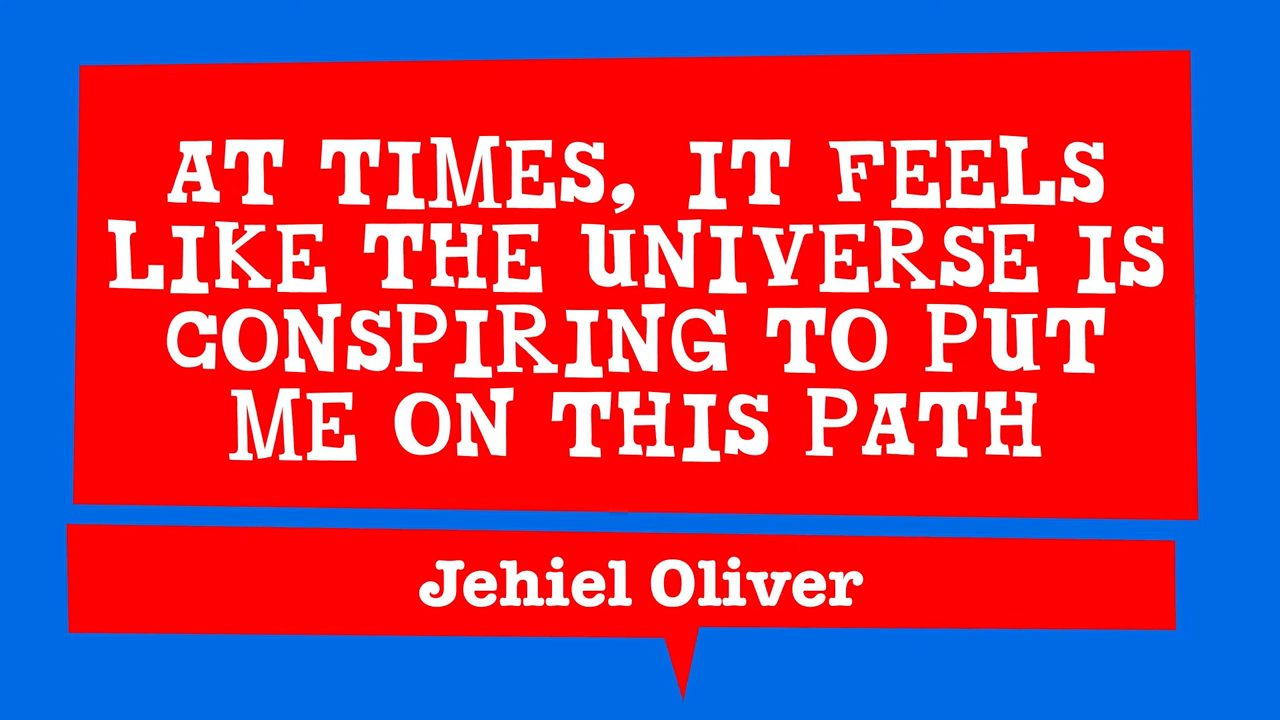 AT TIMES, IT FEELS
LIKE THE UNIVERSE IS
CONSPIRING TO PUT
ME ON THIS PATH
Jehiel Oliver